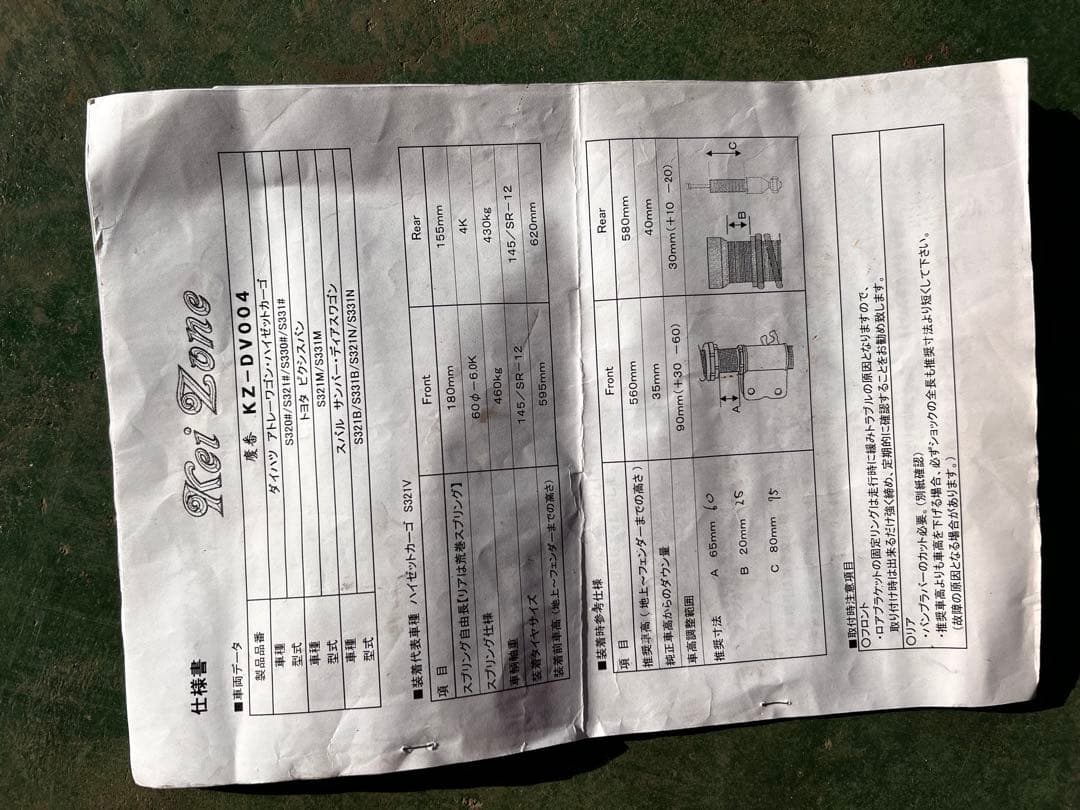 仕様書
Kei Zone
■車両データ
製品品番 慶番 KZ-DV004
車種 ダイハツ アトレーワゴン・ハイゼットカーゴ
型式 S320#/S321#/S330#/S331#
車種 トヨタ ピクシスバン
型式 S321M/S331M
車種 スバル サンバー・ディアスワゴン
型式 S321B/S331B/S321N/S331N
■装着代表車種 ハイゼットカーゴ S321V
項 目 Front Rear
スプリング自由長【リアは荒巻スプリング】 180mm 155mm
スプリング仕様 60φ-6.0K 4K
車輌軸重 460kg 430kg
装着タイヤサイズ 145/SR-12 145/SR-12
装着前車高(地上~フェンダーまでの高さ) 595mm 620mm
■装着時参考仕様
項 目 Front Rear
推奨車高(地上~フェンダーまでの高さ) 560mm 580mm
純正車高からのダウン量 35mm 40mm
車高調整範囲 90mm(+30 -60) 30mm(+10 -20)
推奨寸法
A 65mm 60
B 20mm 25
C 80mm 75
A
B
C
■取付時注意項目
○フロント
・ロアブラケットの固定リングは走行時に緩みトラブルの原因となりますので、
取り付け時は出来るだけ強く締め、定期的に確認することをお勧め致します。
○リア
・バンプラバーのカット必要。(別紙確認)
・推奨車高よりも車高を下げる場合、必ずショックの全長も推奨寸法より短くして下さい。
(故障の原因となる場合があります。)